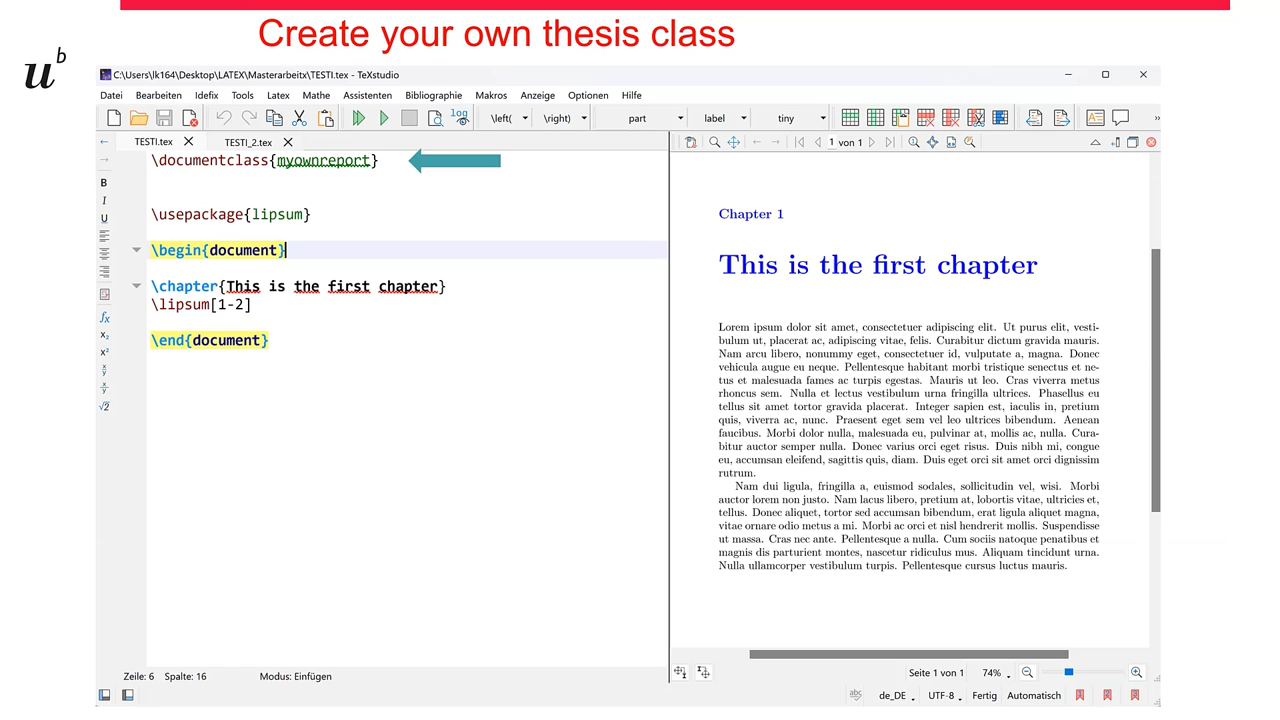 Create your own thesis class
u b
C:\Users\lk164\Desktop\LATEX\Masterarbeitx\TESTI.tex - TeXstudio
Datei Bearbeiten Idefix Tools Latex Mathe Assistenten Bibliographie Makros Anzeige Optionen Hilfe
log \left( \right) part label tiny »
TESTI.tex TESTI_2.tex 1 von 1
\documentclass{myownreport}
\usepackage{lipsum}
\begin{document}
\chapter{This is the first chapter}
\lipsum[1-2]
\end{document}
B
I
U
fx
x₂
x²
x/y
x/y
√2
Chapter 1
This is the first chapter
Lorem ipsum dolor sit amet, consectetuer adipiscing elit. Ut purus elit, vesti-
bulum ut, placerat ac, adipiscing vitae, felis. Curabitur dictum gravida mauris.
Nam arcu libero, nonummy eget, consectetuer id, vulputate a, magna. Donec
vehicula augue eu neque. Pellentesque habitant morbi tristique senectus et ne-
tus et malesuada fames ac turpis egestas. Mauris ut leo. Cras viverra metus
rhoncus sem. Nulla et lectus vestibulum urna fringilla ultrices. Phasellus eu
tellus sit amet tortor gravida placerat. Integer sapien est, iaculis in, pretium
quis, viverra ac, nunc. Praesent eget sem vel leo ultrices bibendum. Aenean
faucibus. Morbi dolor nulla, malesuada eu, pulvinar at, mollis ac, nulla. Cura-
bitur auctor semper nulla. Donec varius orci eget risus. Duis nibh mi, congue
eu, accumsan eleifend, sagittis quis, diam. Duis eget orci sit amet orci dignissim
rutrum.
Nam dui ligula, fringilla a, euismod sodales, sollicitudin vel, wisi. Morbi
auctor lorem non justo. Nam lacus libero, pretium at, lobortis vitae, ultricies et,
tellus. Donec aliquet, tortor sed accumsan bibendum, erat ligula aliquet magna,
vitae ornare odio metus a mi. Morbi ac orci et nisl hendrerit mollis. Suspendisse
ut massa. Cras nec ante. Pellentesque a nulla. Cum sociis natoque penatibus et
magnis dis parturient montes, nascetur ridiculus mus. Aliquam tincidunt urna.
Nulla ullamcorper vestibulum turpis. Pellentesque cursus luctus mauris.
Zeile: 6 Spalte: 16 Modus: Einfügen
Seite 1 von 1 74%
abc de_DE UTF-8 Fertig Automatisch